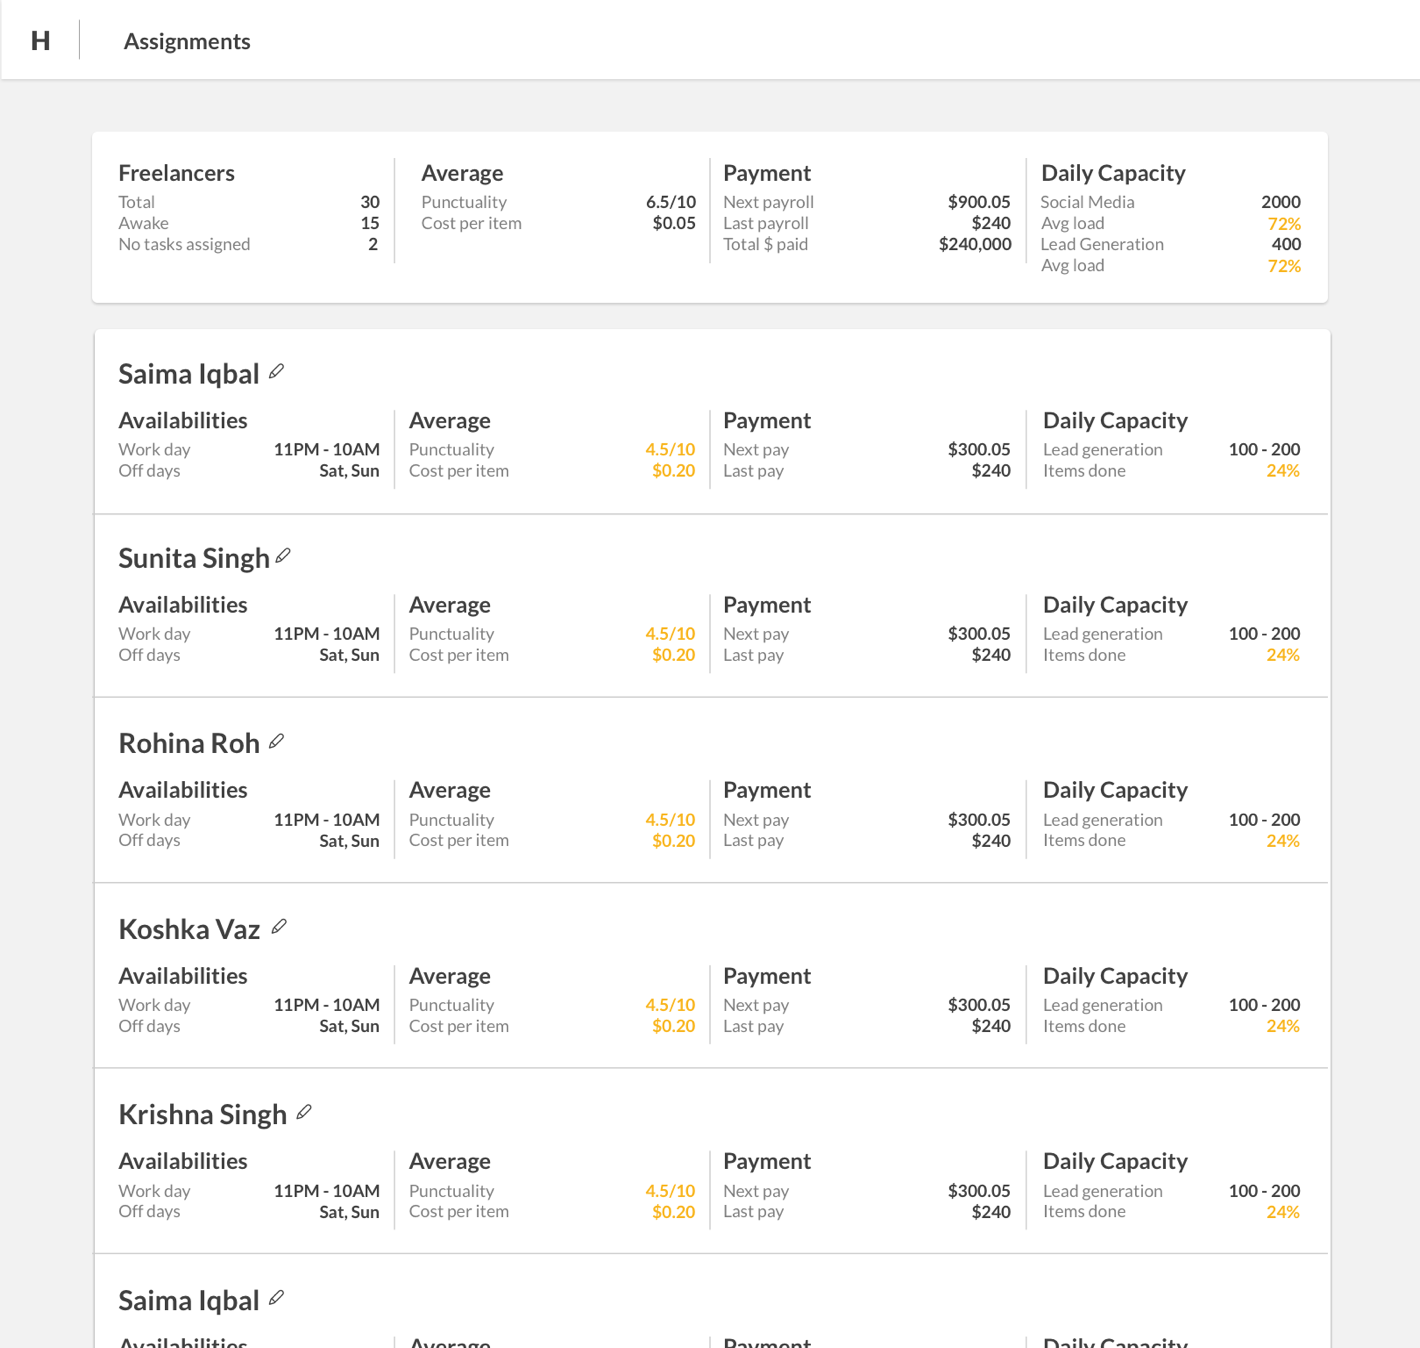 H Assignments
Freelancers Average Payment Daily Capacity
Total 30 Punctuality 6.5/10 Next payroll $900.05 Social Media 2000
Awake 15 Cost per item $0.05 Last payroll $240 Avg load 72%
No tasks assigned 2 Total $ paid $240,000 Lead Generation 400
Avg load 72%
Saima Iqbal
Availabilities Average Payment Daily Capacity
Work day 11PM - 10AM Punctuality 4.5/10 Next pay $300.05 Lead generation 100 - 200
Off days Sat, Sun Cost per item $0.20 Last pay $240 Items done 24%
Sunita Singh
Availabilities Average Payment Daily Capacity
Work day 11PM - 10AM Punctuality 4.5/10 Next pay $300.05 Lead generation 100 - 200
Off days Sat, Sun Cost per item $0.20 Last pay $240 Items done 24%
Rohina Roh
Availabilities Average Payment Daily Capacity
Work day 11PM - 10AM Punctuality 4.5/10 Next pay $300.05 Lead generation 100 - 200
Off days Sat, Sun Cost per item $0.20 Last pay $240 Items done 24%
Koshka Vaz
Availabilities Average Payment Daily Capacity
Work day 11PM - 10AM Punctuality 4.5/10 Next pay $300.05 Lead generation 100 - 200
Off days Sat, Sun Cost per item $0.20 Last pay $240 Items done 24%
Krishna Singh
Availabilities Average Payment Daily Capacity
Work day 11PM - 10AM Punctuality 4.5/10 Next pay $300.05 Lead generation 100 - 200
Off days Sat, Sun Cost per item $0.20 Last pay $240 Items done 24%
Saima Iqbal
Availabilities Average Payment Daily Capacity